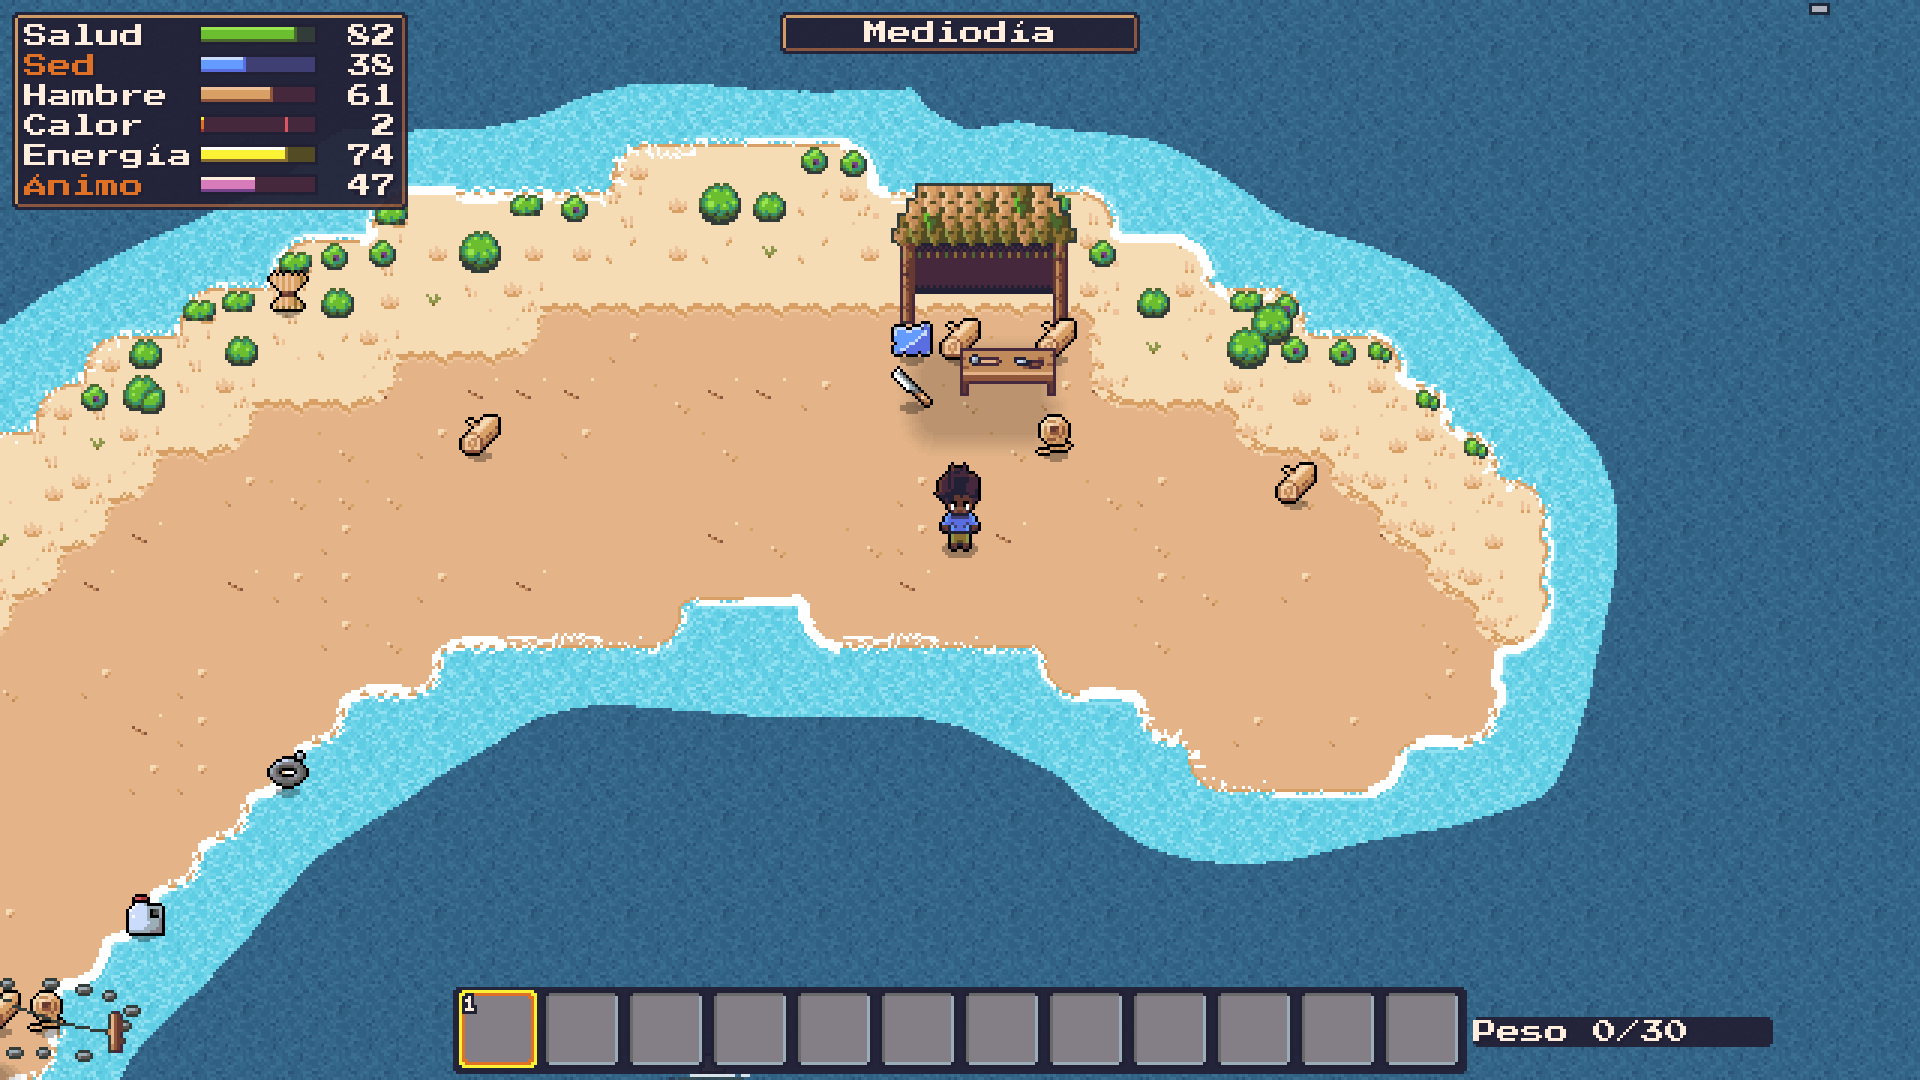 Salud 82
Sed 38
Hambre 61
Calor 2
Energía 74
Ánimo 47
Mediodía
1
Peso 0/30